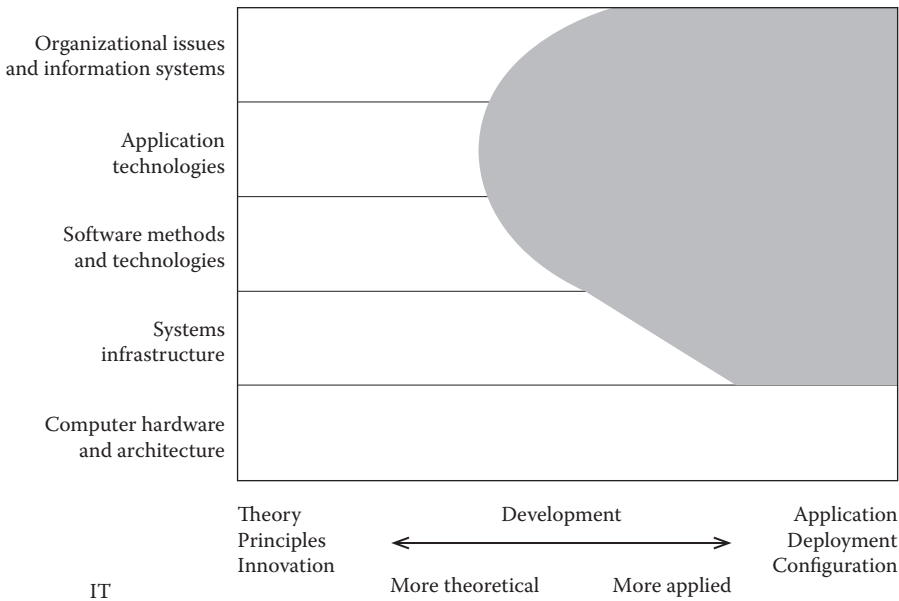 Organizational issues
and information systems
Application
technologies
Software methods
and technologies
Systems
infrastructure
Computer hardware
and architecture
Theory
Principles
Innovation
Development
Application
Deployment
Configuration
More theoretical
More applied
IT